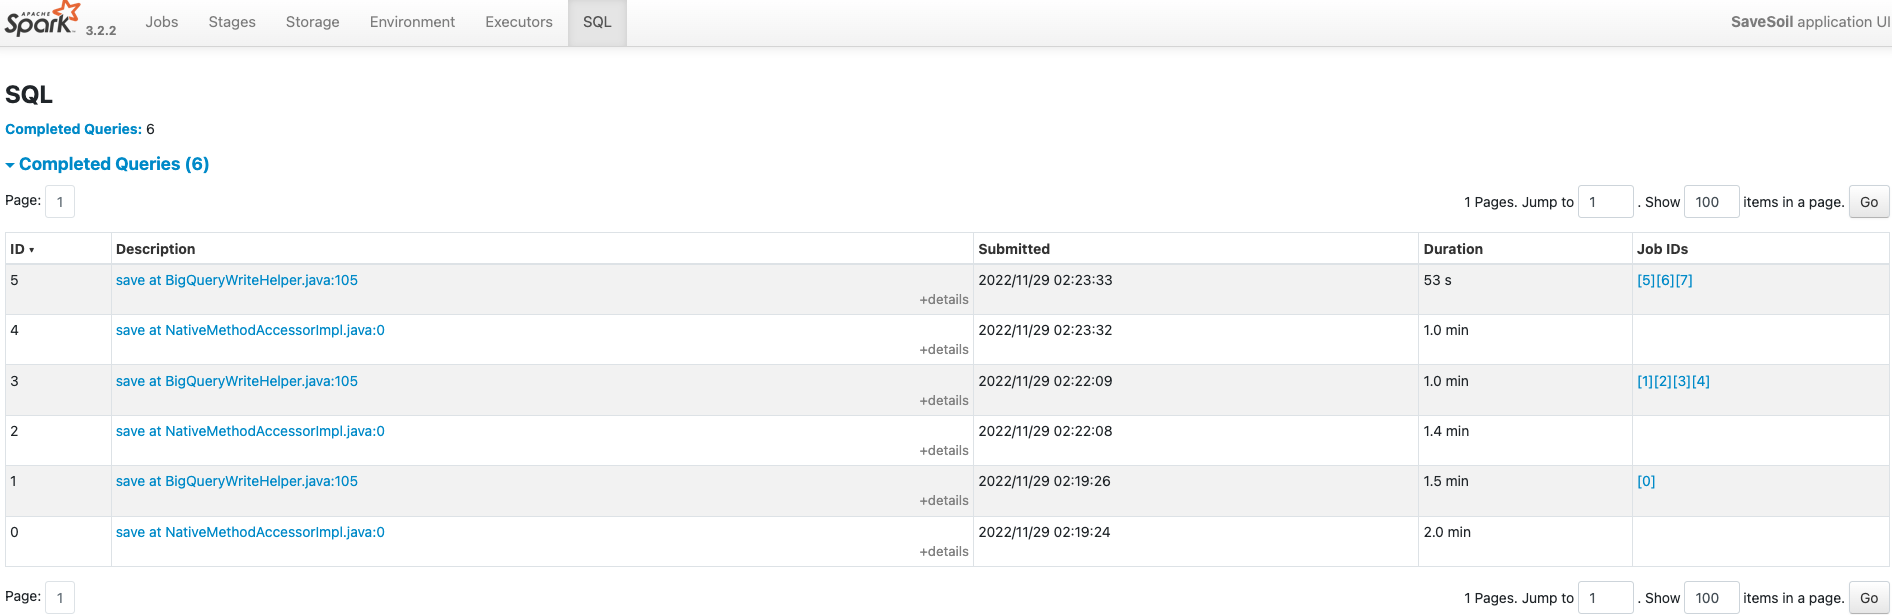 APACHE Spark 3.2.2 Jobs Stages Storage Environment Executors SQL SaveSoil application UI
SQL
Completed Queries: 6
Completed Queries (6)
Page: 1 1 Pages. Jump to 1 . Show 100 items in a page. Go
ID ▾ Description Submitted Duration Job IDs
5 save at BigQueryWriteHelper.java:105 2022/11/29 02:23:33 53 s [5][6][7]
+details
4 save at NativeMethodAccessorImpl.java:0 2022/11/29 02:23:32 1.0 min
+details
3 save at BigQueryWriteHelper.java:105 2022/11/29 02:22:09 1.0 min [1][2][3][4]
+details
2 save at NativeMethodAccessorImpl.java:0 2022/11/29 02:22:08 1.4 min
+details
1 save at BigQueryWriteHelper.java:105 2022/11/29 02:19:26 1.5 min [0]
+details
0 save at NativeMethodAccessorImpl.java:0 2022/11/29 02:19:24 2.0 min
+details
Page: 1 1 Pages. Jump to 1 . Show 100 items in a page. Go